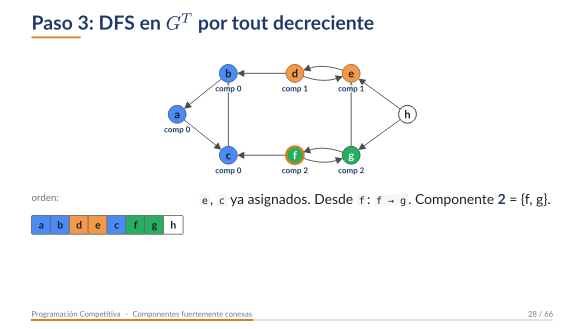 Paso 3: DFS en G^T por tout decreciente
b
d
e
comp 0
comp 1
comp 1
a
h
comp 0
c
f
g
comp 0
comp 2
comp 2
orden:
e, c ya asignados. Desde f: f → g. Componente 2 = {f, g}.
a b d e c f g h
Programación Competitiva · Componentes fuertemente conexas
28 / 66